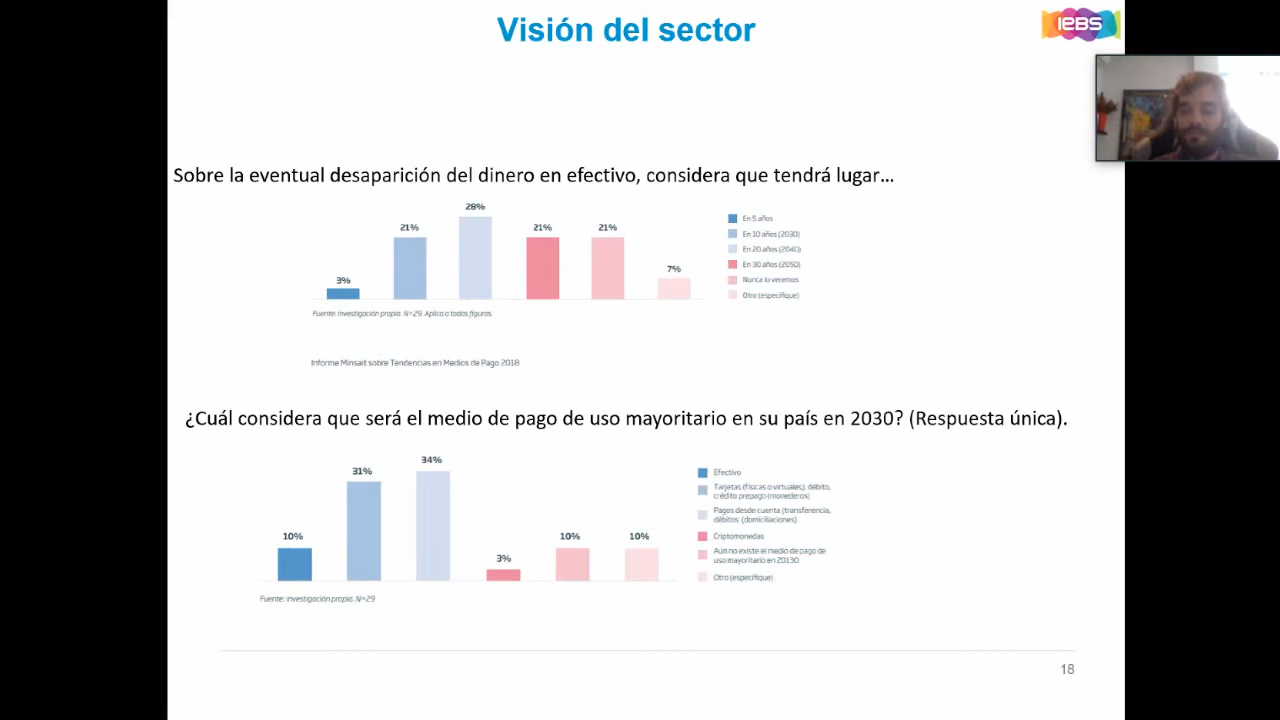 Visión del sector
iEBS
Sobre la eventual desaparición del dinero en efectivo, considera que tendrá lugar...
3%
21%
28%
21%
21%
7%
En 5 años
En 10 años (2030)
En 20 años (2040)
En 30 años (2050)
Nunca lo veremos
Otro (especifique)
Fuente: investigación propia. N=29. Aplica a todas figuras.
Informe Minsait sobre Tendencias en Medios de Pago 2018
¿Cuál considera que será el medio de pago de uso mayoritario en su país en 2030? (Respuesta única).
10%
31%
34%
3%
10%
10%
Efectivo
Tarjetas (físicas o virtuales): débito,
crédito prepago (monederos)
Pagos desde cuenta (transferencia,
débitos (domiciliaciones)
Criptomonedas
Aún no existe el medio de pago de
uso mayoritario en 20130
Otro (especifique)
Fuente: investigación propia. N=29
18